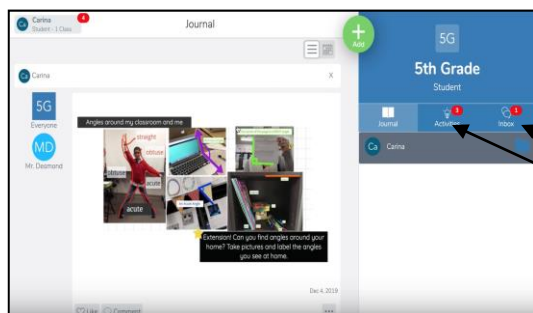 Ca Carina 4
Student - 1 Class
Journal
Add
5G
5th Grade
Student
Journal
Activities 1
Inbox 1
Ca Carina
Ca Carina X
5G
Everyone
MD
Mr. Desmond
Angles around my classroom and me
straight
obtuse
obtuse
acute
acute
acute
Extension! Can you find angles around your
home? Take pictures and label the angles
you see at home.
Dec 4, 2019
Like Comment ...